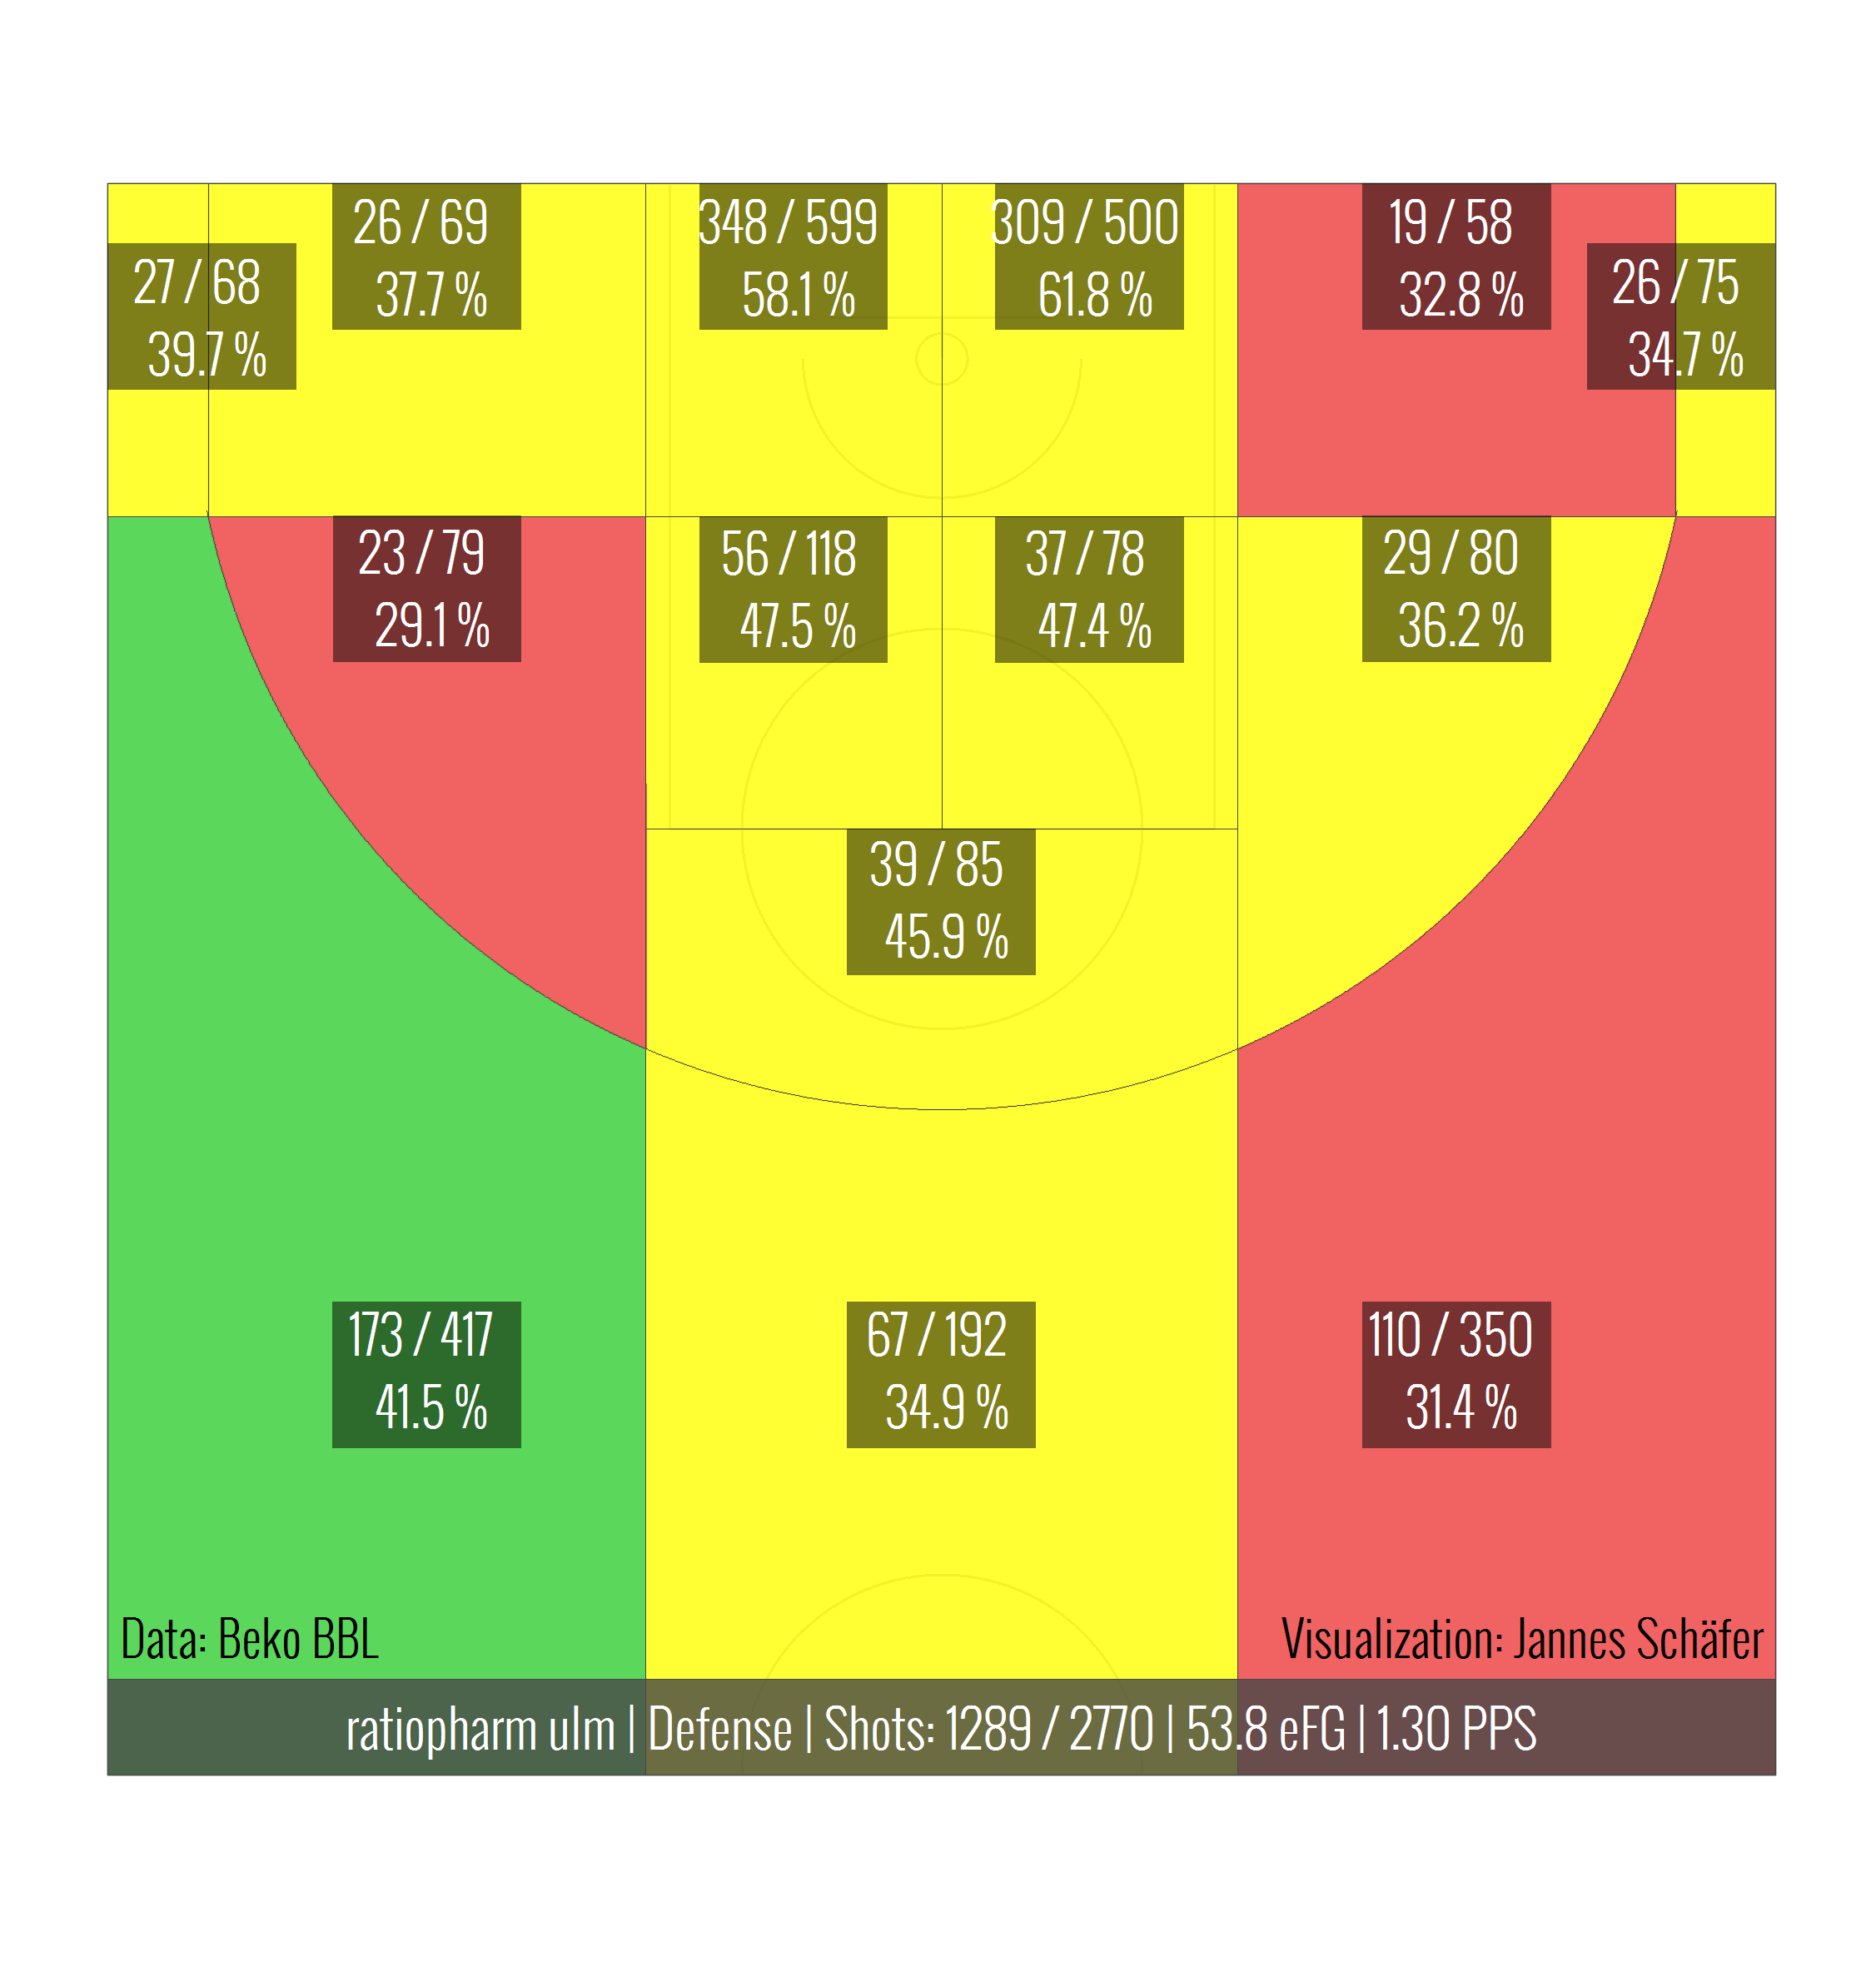 26 / 69
37.7 %
348 / 599
58.1 %
309 / 500
61.8 %
19 / 58
32.8 %
27 / 68
39.7 %
26 / 75
34.7 %
23 / 79
29.1 %
56 / 118
47.5 %
37 / 78
47.4 %
29 / 80
36.2 %
39 / 85
45.9 %
173 / 417
41.5 %
67 / 192
34.9 %
110 / 350
31.4 %
Data: Beko BBL
Visualization: Jannes Schäfer
ratiopharm ulm | Defense | Shots: 1289 / 2770 | 53.8 eFG | 1.30 PPS